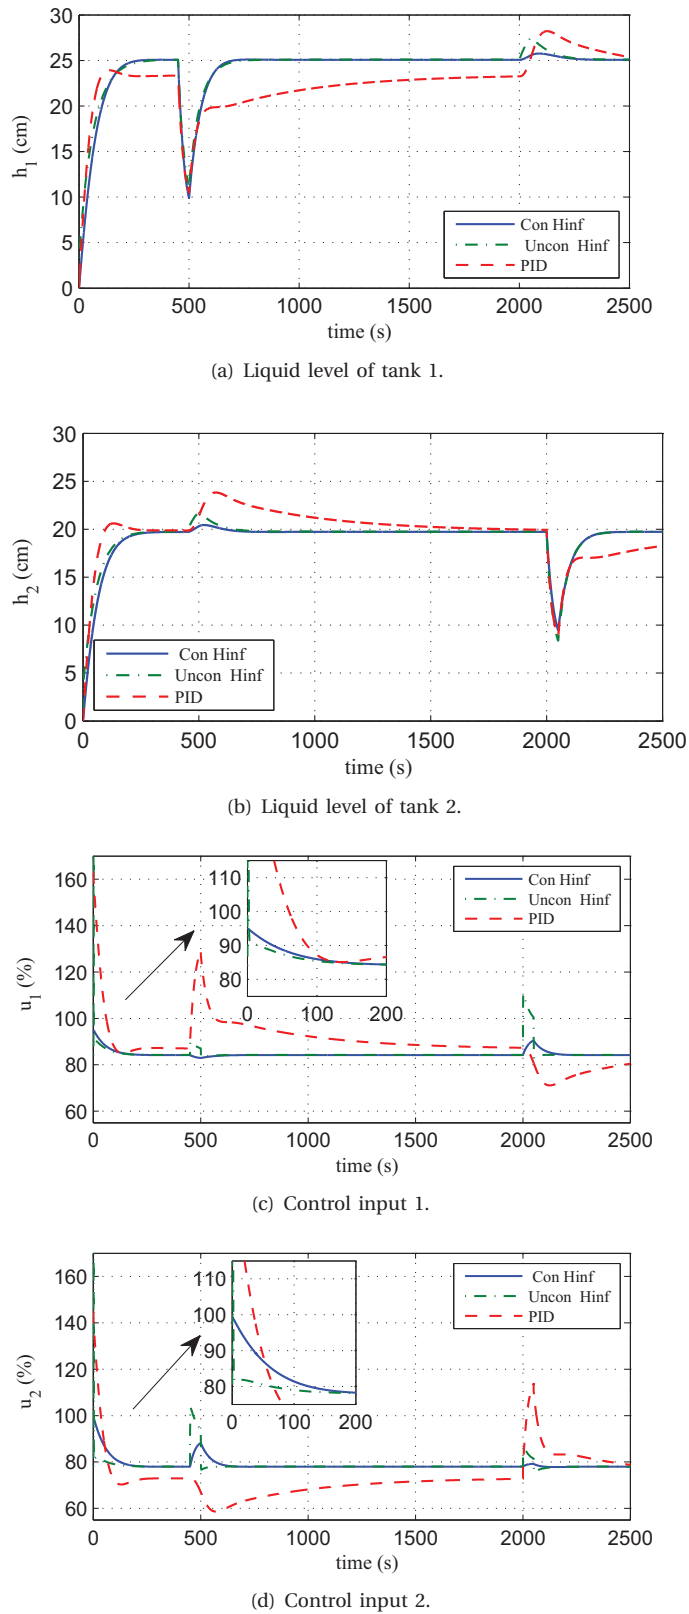 30
25
20
15
10
5
0
h1 (cm)
Con Hinf
Uncon Hinf
PID
0 500 1000 1500 2000 2500
time (s)
(a) Liquid level of tank 1.
30
25
20
15
10
5
0
h2 (cm)
Con Hinf
Uncon Hinf
PID
0 500 1000 1500 2000 2500
time (s)
(b) Liquid level of tank 2.
160
140
120
100
80
60
u1 (%)
110
100
90
80
0 100 200
Con Hinf
Uncon Hinf
PID
0 500 1000 1500 2000 2500
time (s)
(c) Control input 1.
160
140
120
100
80
60
u2 (%)
110
100
90
80
0 100 200
Con Hinf
Uncon Hinf
PID
0 500 1000 1500 2000 2500
time (s)
(d) Control input 2.